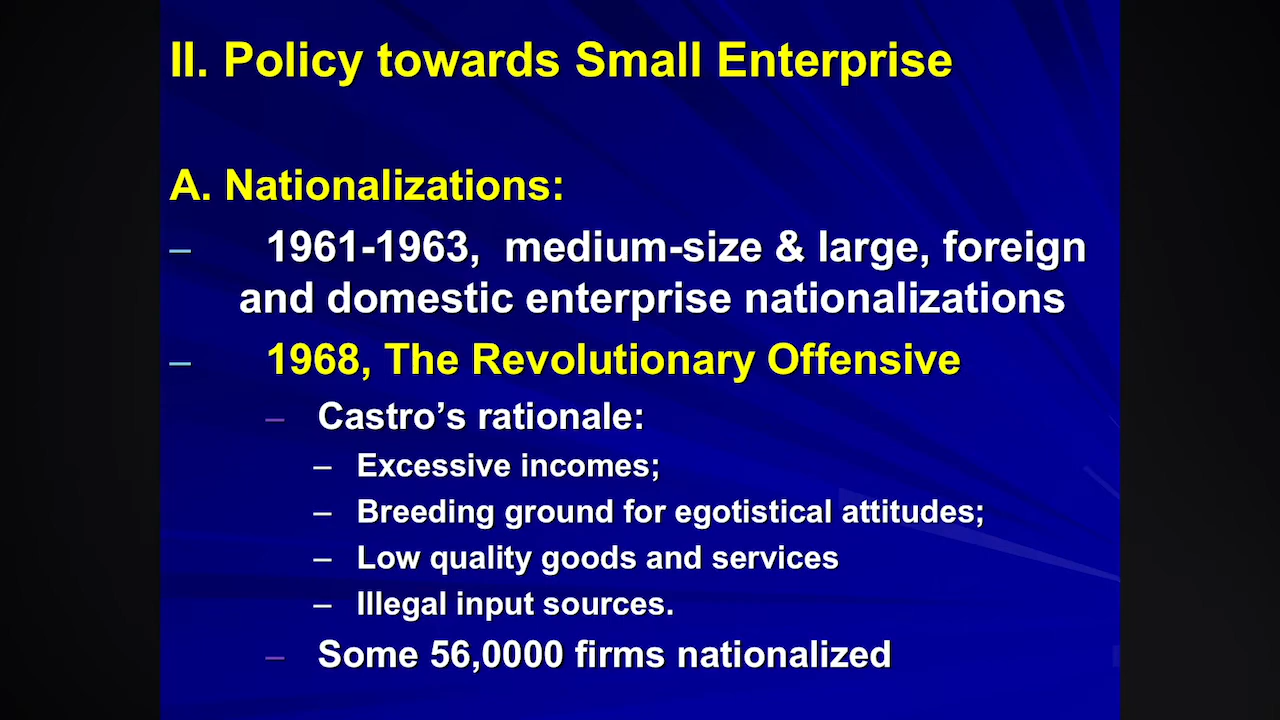 II. Policy towards Small Enterprise
A. Nationalizations:
– 1961-1963, medium-size & large, foreign
and domestic enterprise nationalizations
– 1968, The Revolutionary Offensive
– Castro’s rationale:
– Excessive incomes;
– Breeding ground for egotistical attitudes;
– Low quality goods and services
– Illegal input sources.
– Some 56,0000 firms nationalized